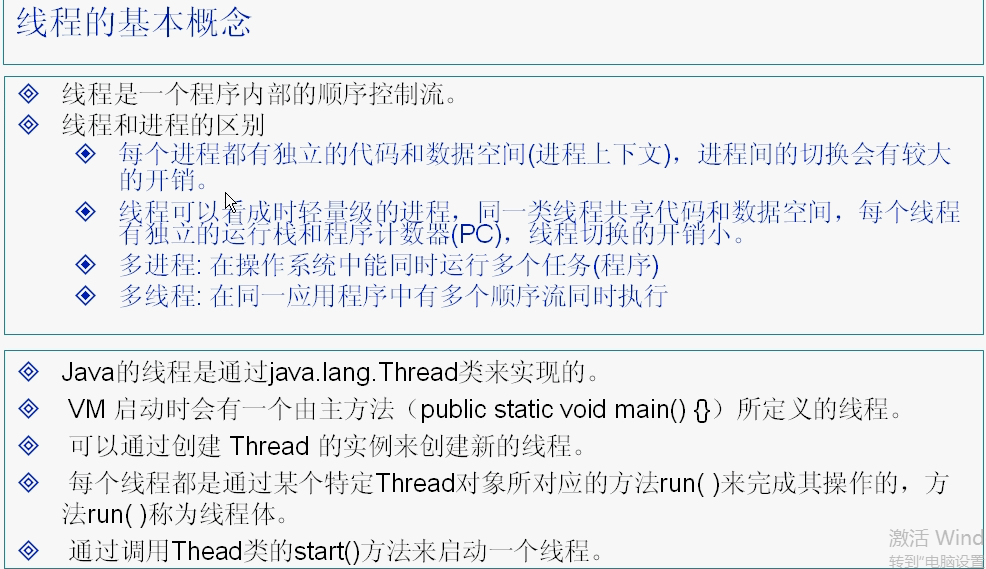 线程的基本概念
线程是一个程序内部的顺序控制流。
线程和进程的区别
每个进程都有独立的代码和数据空间(进程上下文)，进程间的切换会有较大
的开销。
线程可以看成时轻量级的进程，同一类线程共享代码和数据空间，每个线程
有独立的运行栈和程序计数器(PC)，线程切换的开销小。
多进程: 在操作系统中能同时运行多个任务(程序)
多线程: 在同一应用程序中有多个顺序流同时执行
Java的线程是通过java.lang.Thread类来实现的。
VM 启动时会有一个由主方法（public static void main() {}）所定义的线程。
可以通过创建 Thread 的实例来创建新的线程。
每个线程都是通过某个特定Thread对象所对应的方法run( )来完成其操作的，方
法run( )称为线程体。
通过调用Thead类的start()方法来启动一个线程。
激活 Wind
转到"电脑设置